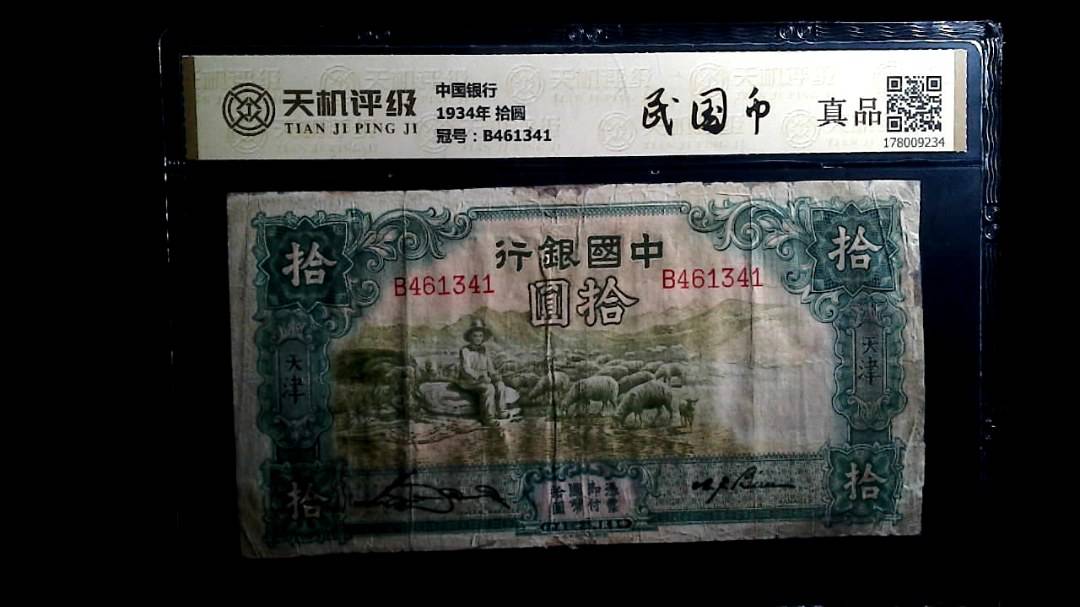 天机评级
TIAN JI PING JI
中国银行
1934年 拾圆
冠号：B461341
民国币
真品
178009234
行銀國中
拾
拾
B461341
B461341
圓拾
天津
天津
拾
拾